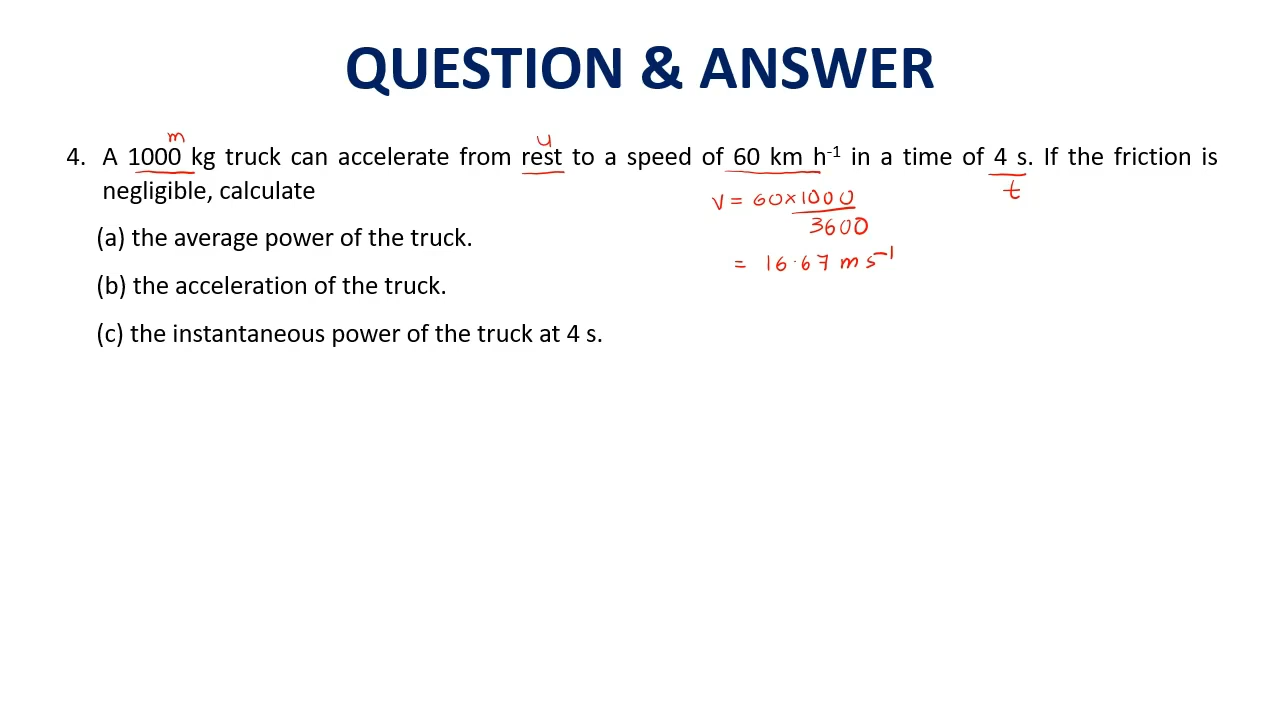 QUESTION & ANSWER
m u
4. A 1000 kg truck can accelerate from rest to a speed of 60 km h⁻¹ in a time of 4 s. If the friction is
negligible, calculate
t
v = 60×1000
3600
(a) the average power of the truck.
= 16.67 m s⁻¹
(b) the acceleration of the truck.
(c) the instantaneous power of the truck at 4 s.